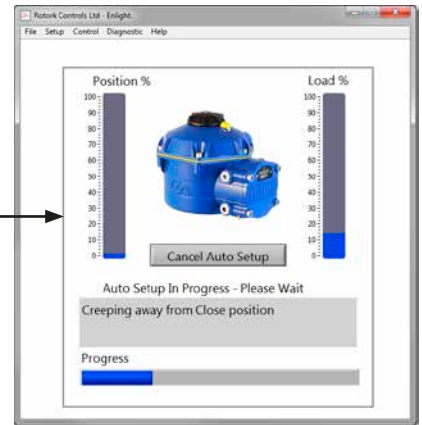 Rotork Controls Ltd - Enlight.
File Setup Control Diagnostic Help
Position % Load %
100 100
90 90
80 80
70 70
60 60
50 50
40 40
30 30
20 20
10 10
0 0
Cancel Auto Setup
Auto Setup In Progress - Please Wait
Creeping away from Close position
Progress